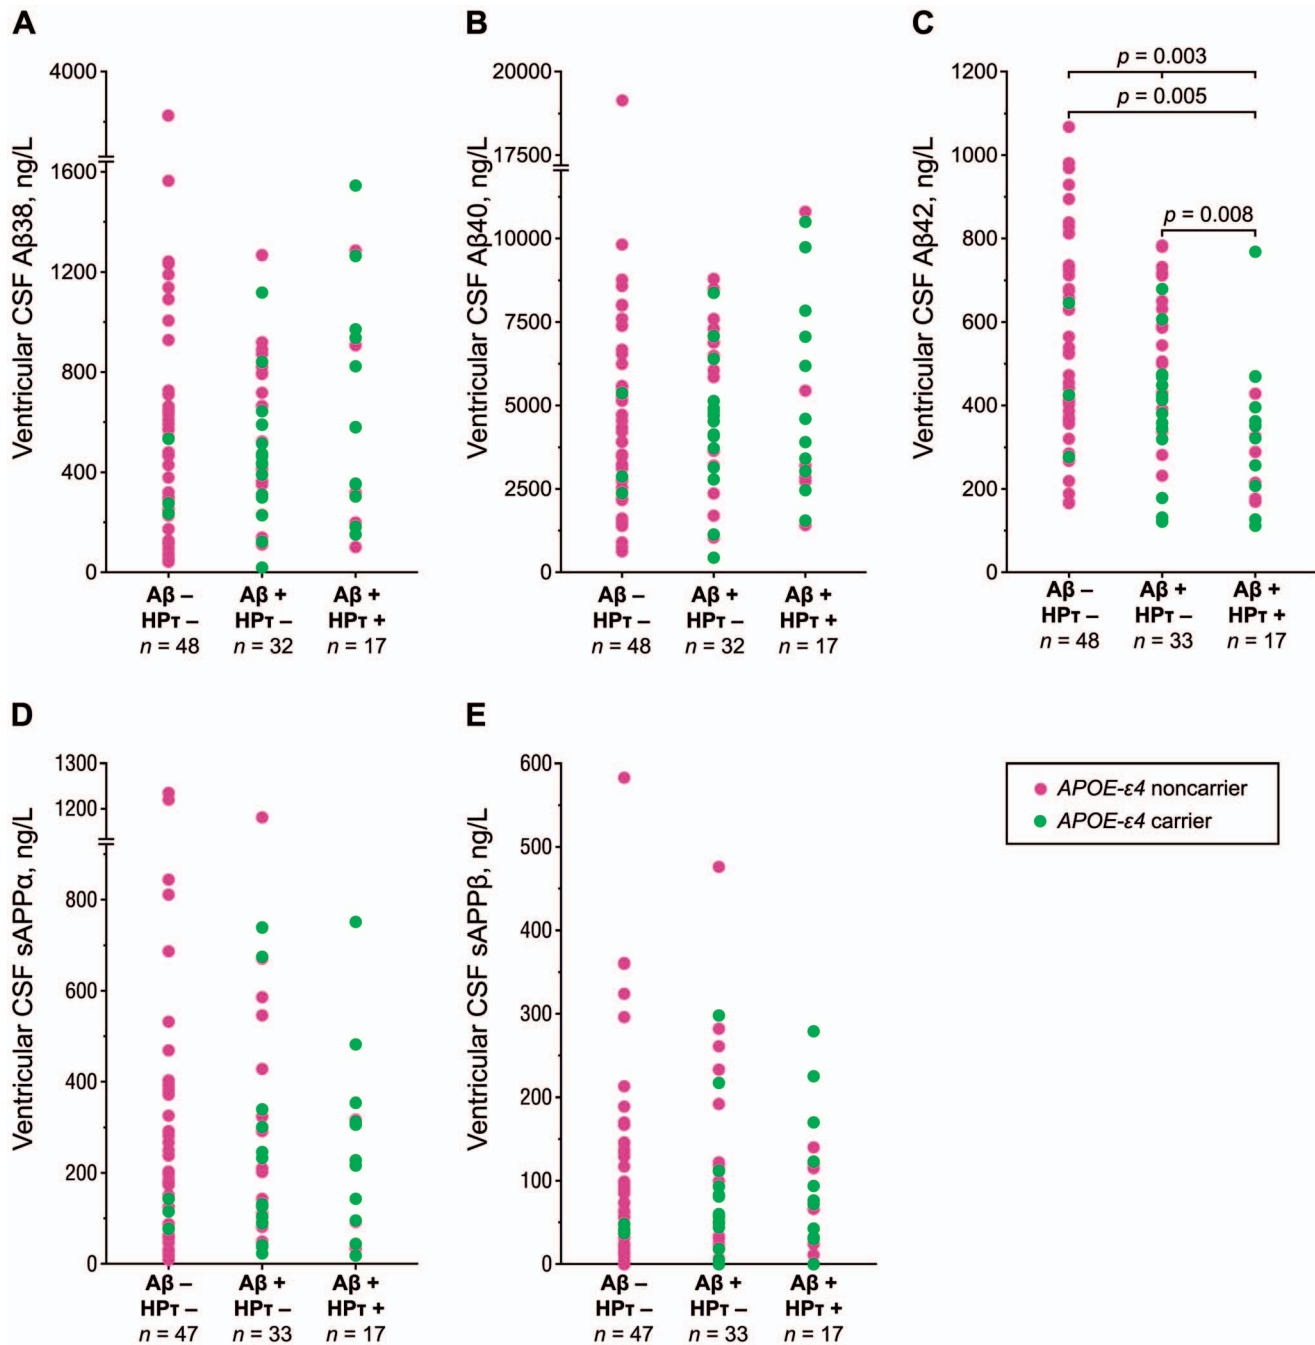 A
Ventricular CSF Aβ38, ng/L
4000
1600
1200
800
400
0
Aβ – Aβ + Aβ +
HPτ – HPτ – HPτ +
n = 48 n = 32 n = 17
B
Ventricular CSF Aβ40, ng/L
20000
17500
10000
7500
5000
2500
0
Aβ – Aβ + Aβ +
HPτ – HPτ – HPτ +
n = 48 n = 32 n = 17
C
Ventricular CSF Aβ42, ng/L
1200
1000
800
600
400
200
0
p = 0.003
p = 0.005
p = 0.008
Aβ – Aβ + Aβ +
HPτ – HPτ – HPτ +
n = 48 n = 33 n = 17
D
Ventricular CSF sAPPα, ng/L
1300
1200
800
600
400
200
0
Aβ – Aβ + Aβ +
HPτ – HPτ – HPτ +
n = 47 n = 33 n = 17
E
Ventricular CSF sAPPβ, ng/L
600
500
400
300
200
100
0
Aβ – Aβ + Aβ +
HPτ – HPτ – HPτ +
n = 47 n = 33 n = 17
APOE-ε4 noncarrier
APOE-ε4 carrier